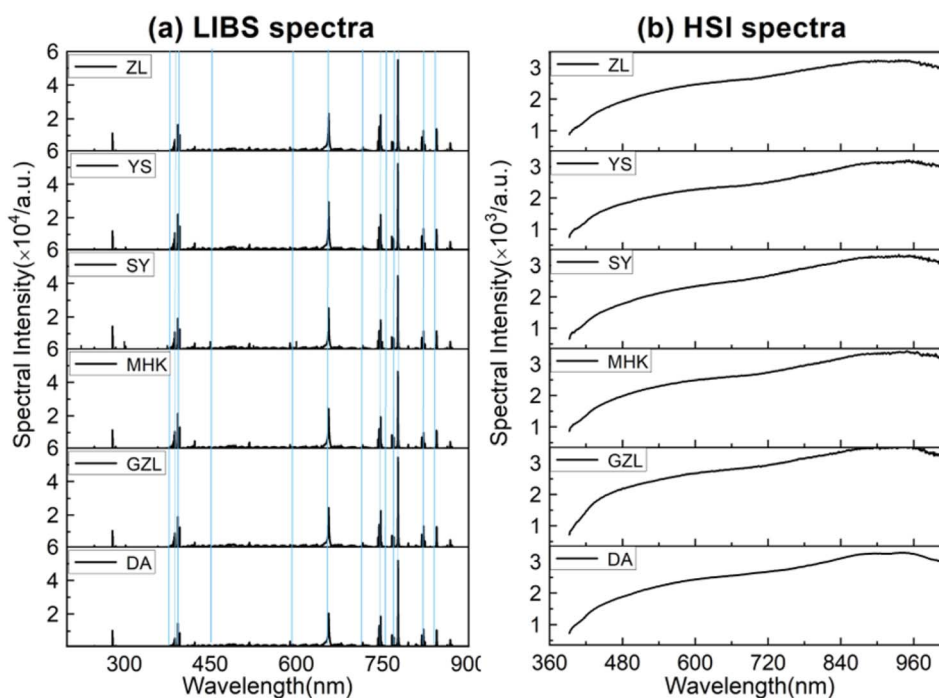 (a) LIBS spectra
(b) HSI spectra
Spectral Intensity(×10⁴/a.u.)
6
4
2
ZL
6
4
2
YS
6
4
2
SY
6
4
2
MHK
6
4
2
GZL
6
4
2
DA
300 450 600 750 900
Wavelength(nm)
Spectral Intensity(×10³/a.u.)
3
2
1
ZL
3
2
1
YS
3
2
1
SY
3
2
1
MHK
3
2
1
GZL
3
2
1
DA
360 480 600 720 840 960
Wavelength(nm)